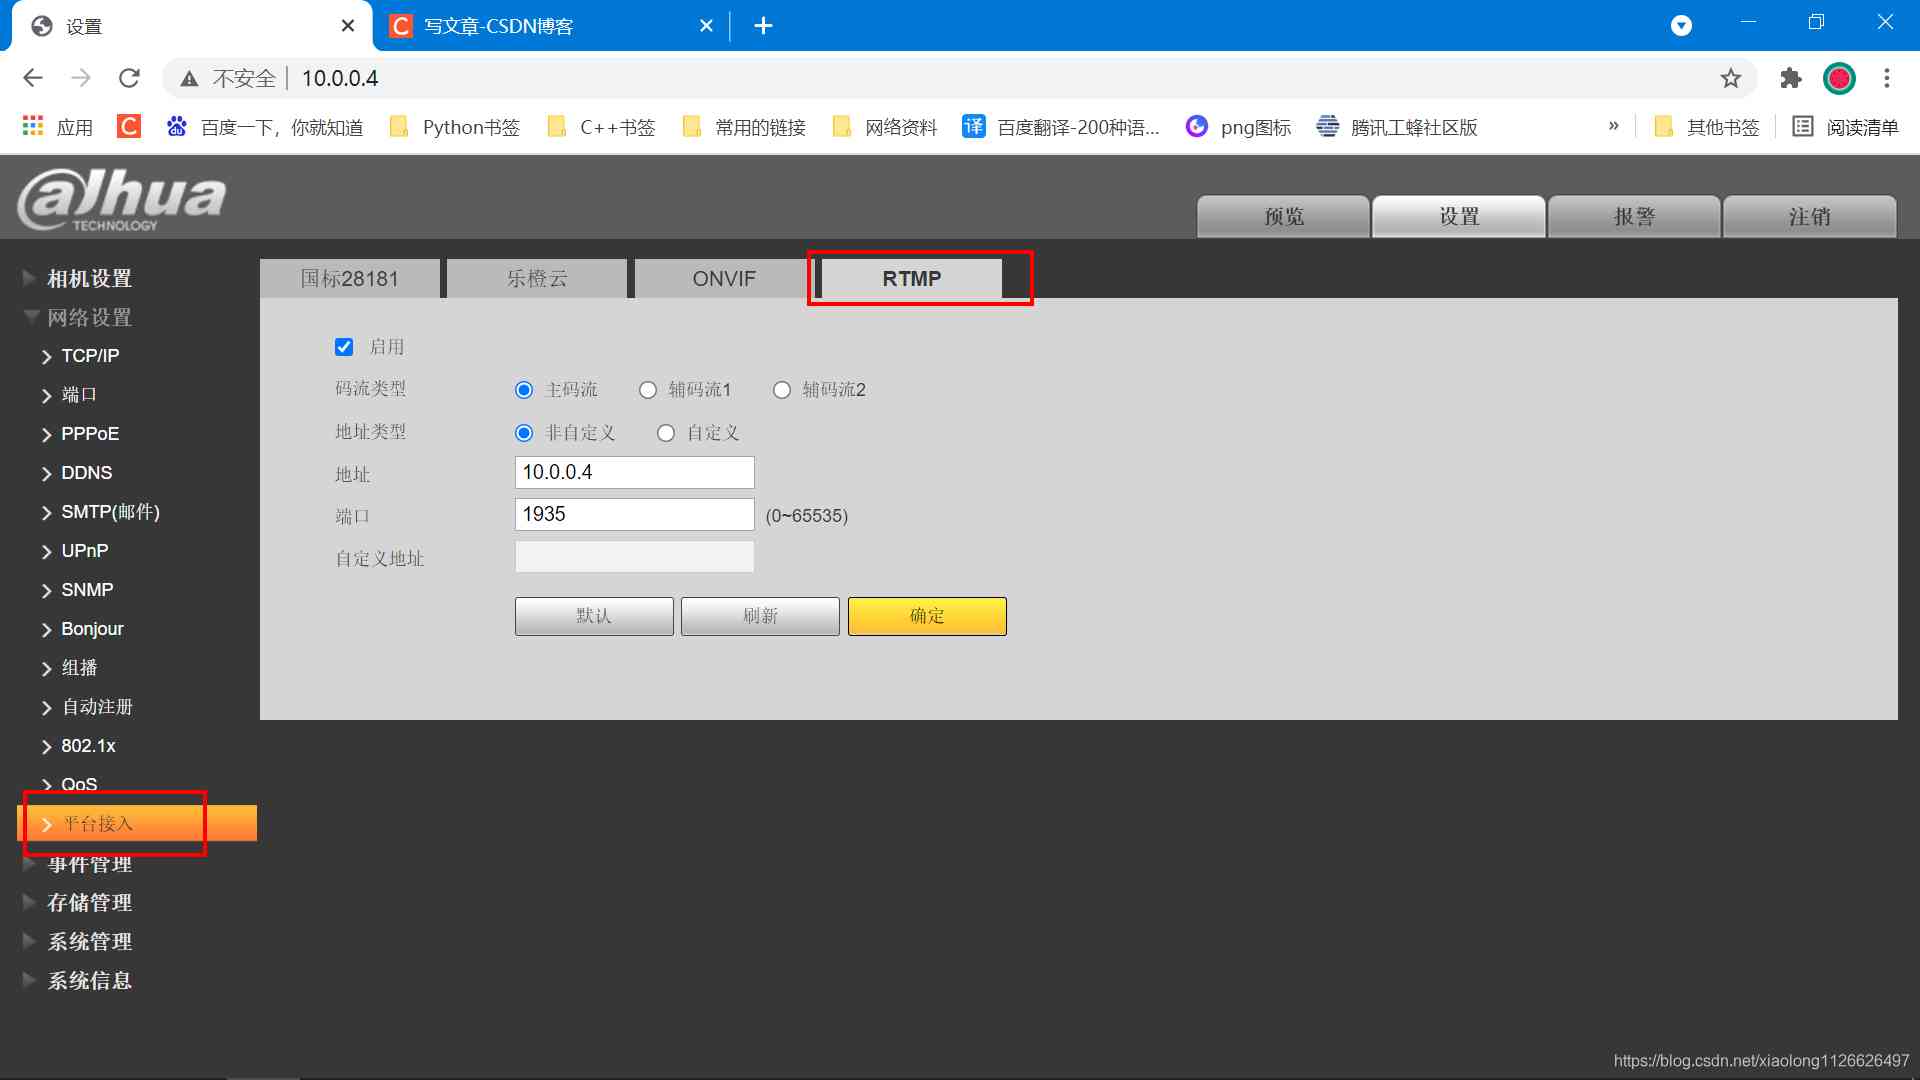 设置
写文章-CSDN博客
不安全 10.0.0.4
应用 百度一下，你就知道 Python书签 C++书签 常用的链接 网络资料 百度翻译-200种语... png图标 腾讯工蜂社区版 » 其他书签 阅读清单
alhua
TECHNOLOGY
预览 设置 报警 注销
国标28181 乐橙云 ONVIF RTMP
相机设置
网络设置
TCP/IP
端口
PPPoE
DDNS
SMTP(邮件)
UPnP
SNMP
Bonjour
组播
自动注册
802.1x
QoS
平台接入
事件管理
存储管理
系统管理
系统信息
启用
码流类型 主码流 辅码流1 辅码流2
地址类型 非自定义 自定义
地址 10.0.0.4
端口 1935 (0~65535)
自定义地址
默认 刷新 确定
https://blog.csdn.net/xiaolong1126626497